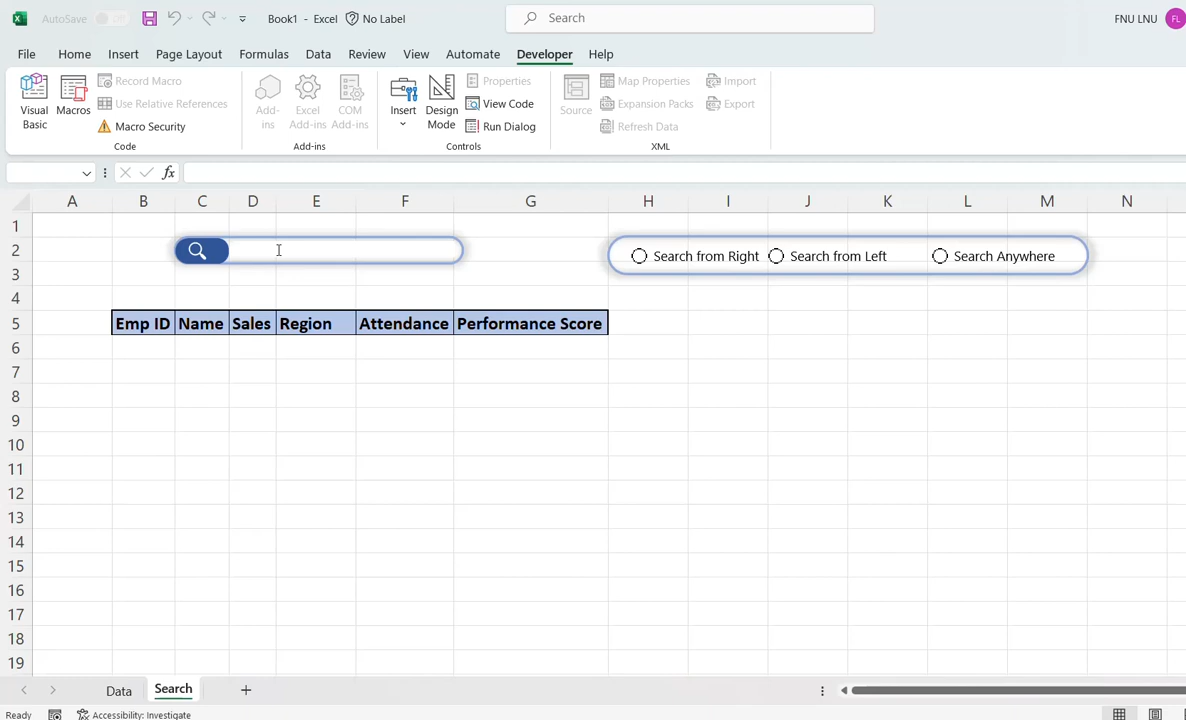 AutoSave Off Book1 - Excel No Label Search FNU LNU FL
File Home Insert Page Layout Formulas Data Review View Automate Developer Help
Visual Basic
Macros
Record Macro
Use Relative References
Macro Security
Code
Add-ins
Excel Add-ins
COM Add-ins
Add-ins
Insert
Design Mode
Properties
View Code
Run Dialog
Controls
Source
Map Properties
Expansion Packs
Refresh Data
Import
Export
XML
fx
A B C D E F G H I J K L M N
1
2
Search from Right Search from Left Search Anywhere
3
4
5 Emp ID Name Sales Region Attendance Performance Score
6
7
8
9
10
11
12
13
14
15
16
17
18
19
Data Search
Ready Accessibility: Investigate